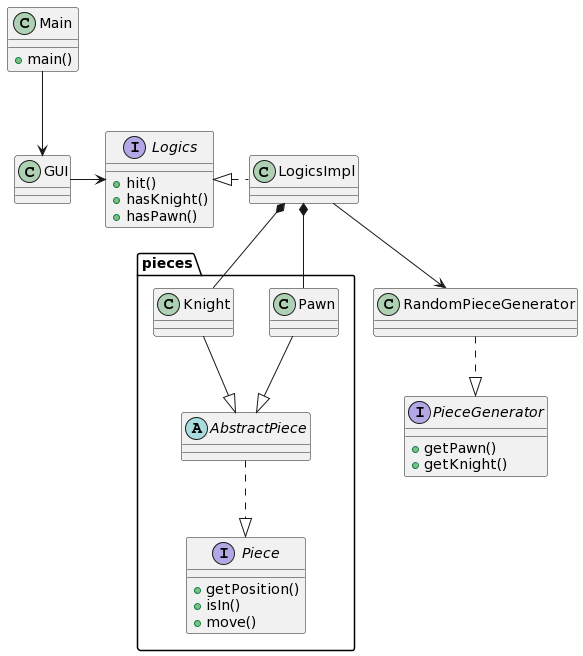 C Main
main()
C GUI
I Logics
hit()
hasKnight()
hasPawn()
C LogicsImpl
pieces
C Knight
C Pawn
C RandomPieceGenerator
A AbstractPiece
I PieceGenerator
getPawn()
getKnight()
I Piece
getPosition()
isIn()
move()